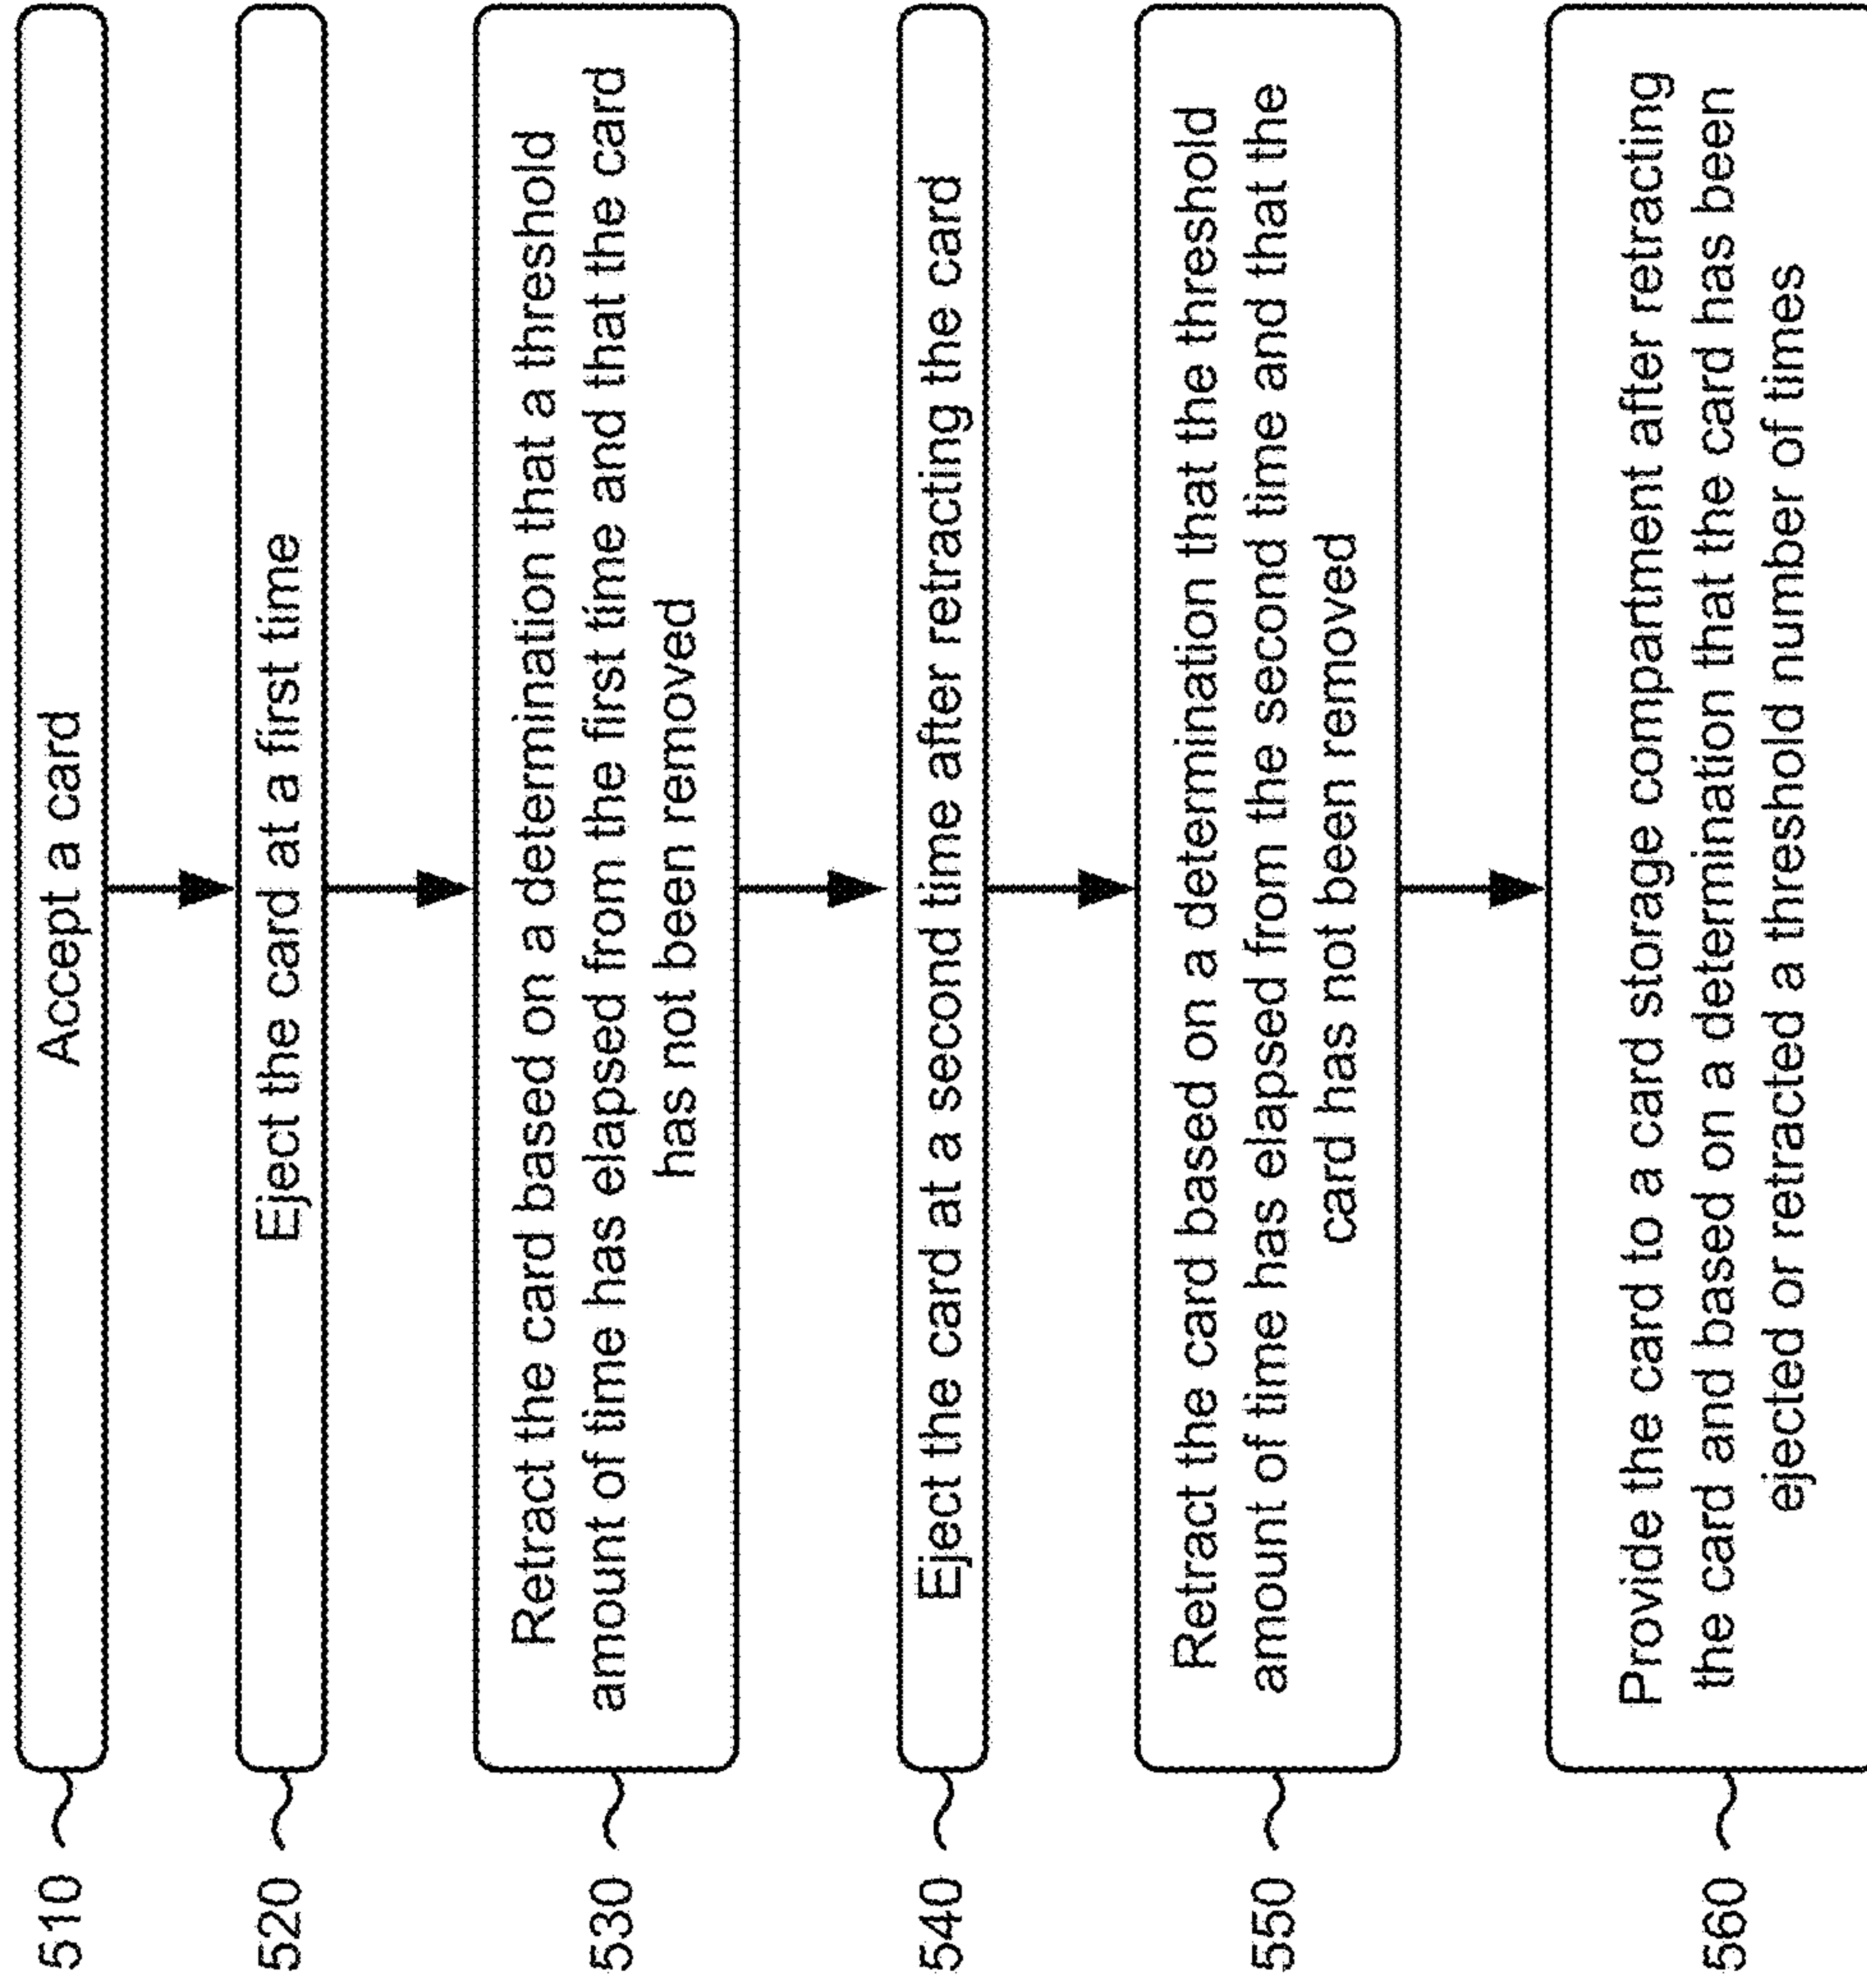 510
Accept a card
520
Eject the card at a first time
530
Retract the card based on a determination that a threshold
amount of time has elapsed from the first time and that the card
has not been removed
540
Eject the card at a second time after retracting the card
550
Retract the card based on a determination that the threshold
amount of time has elapsed from the second time and that the
card has not been removed
560
Provide the card to a card storage compartment after retracting
the card and based on a determination that the card has been
ejected or retracted a threshold number of times